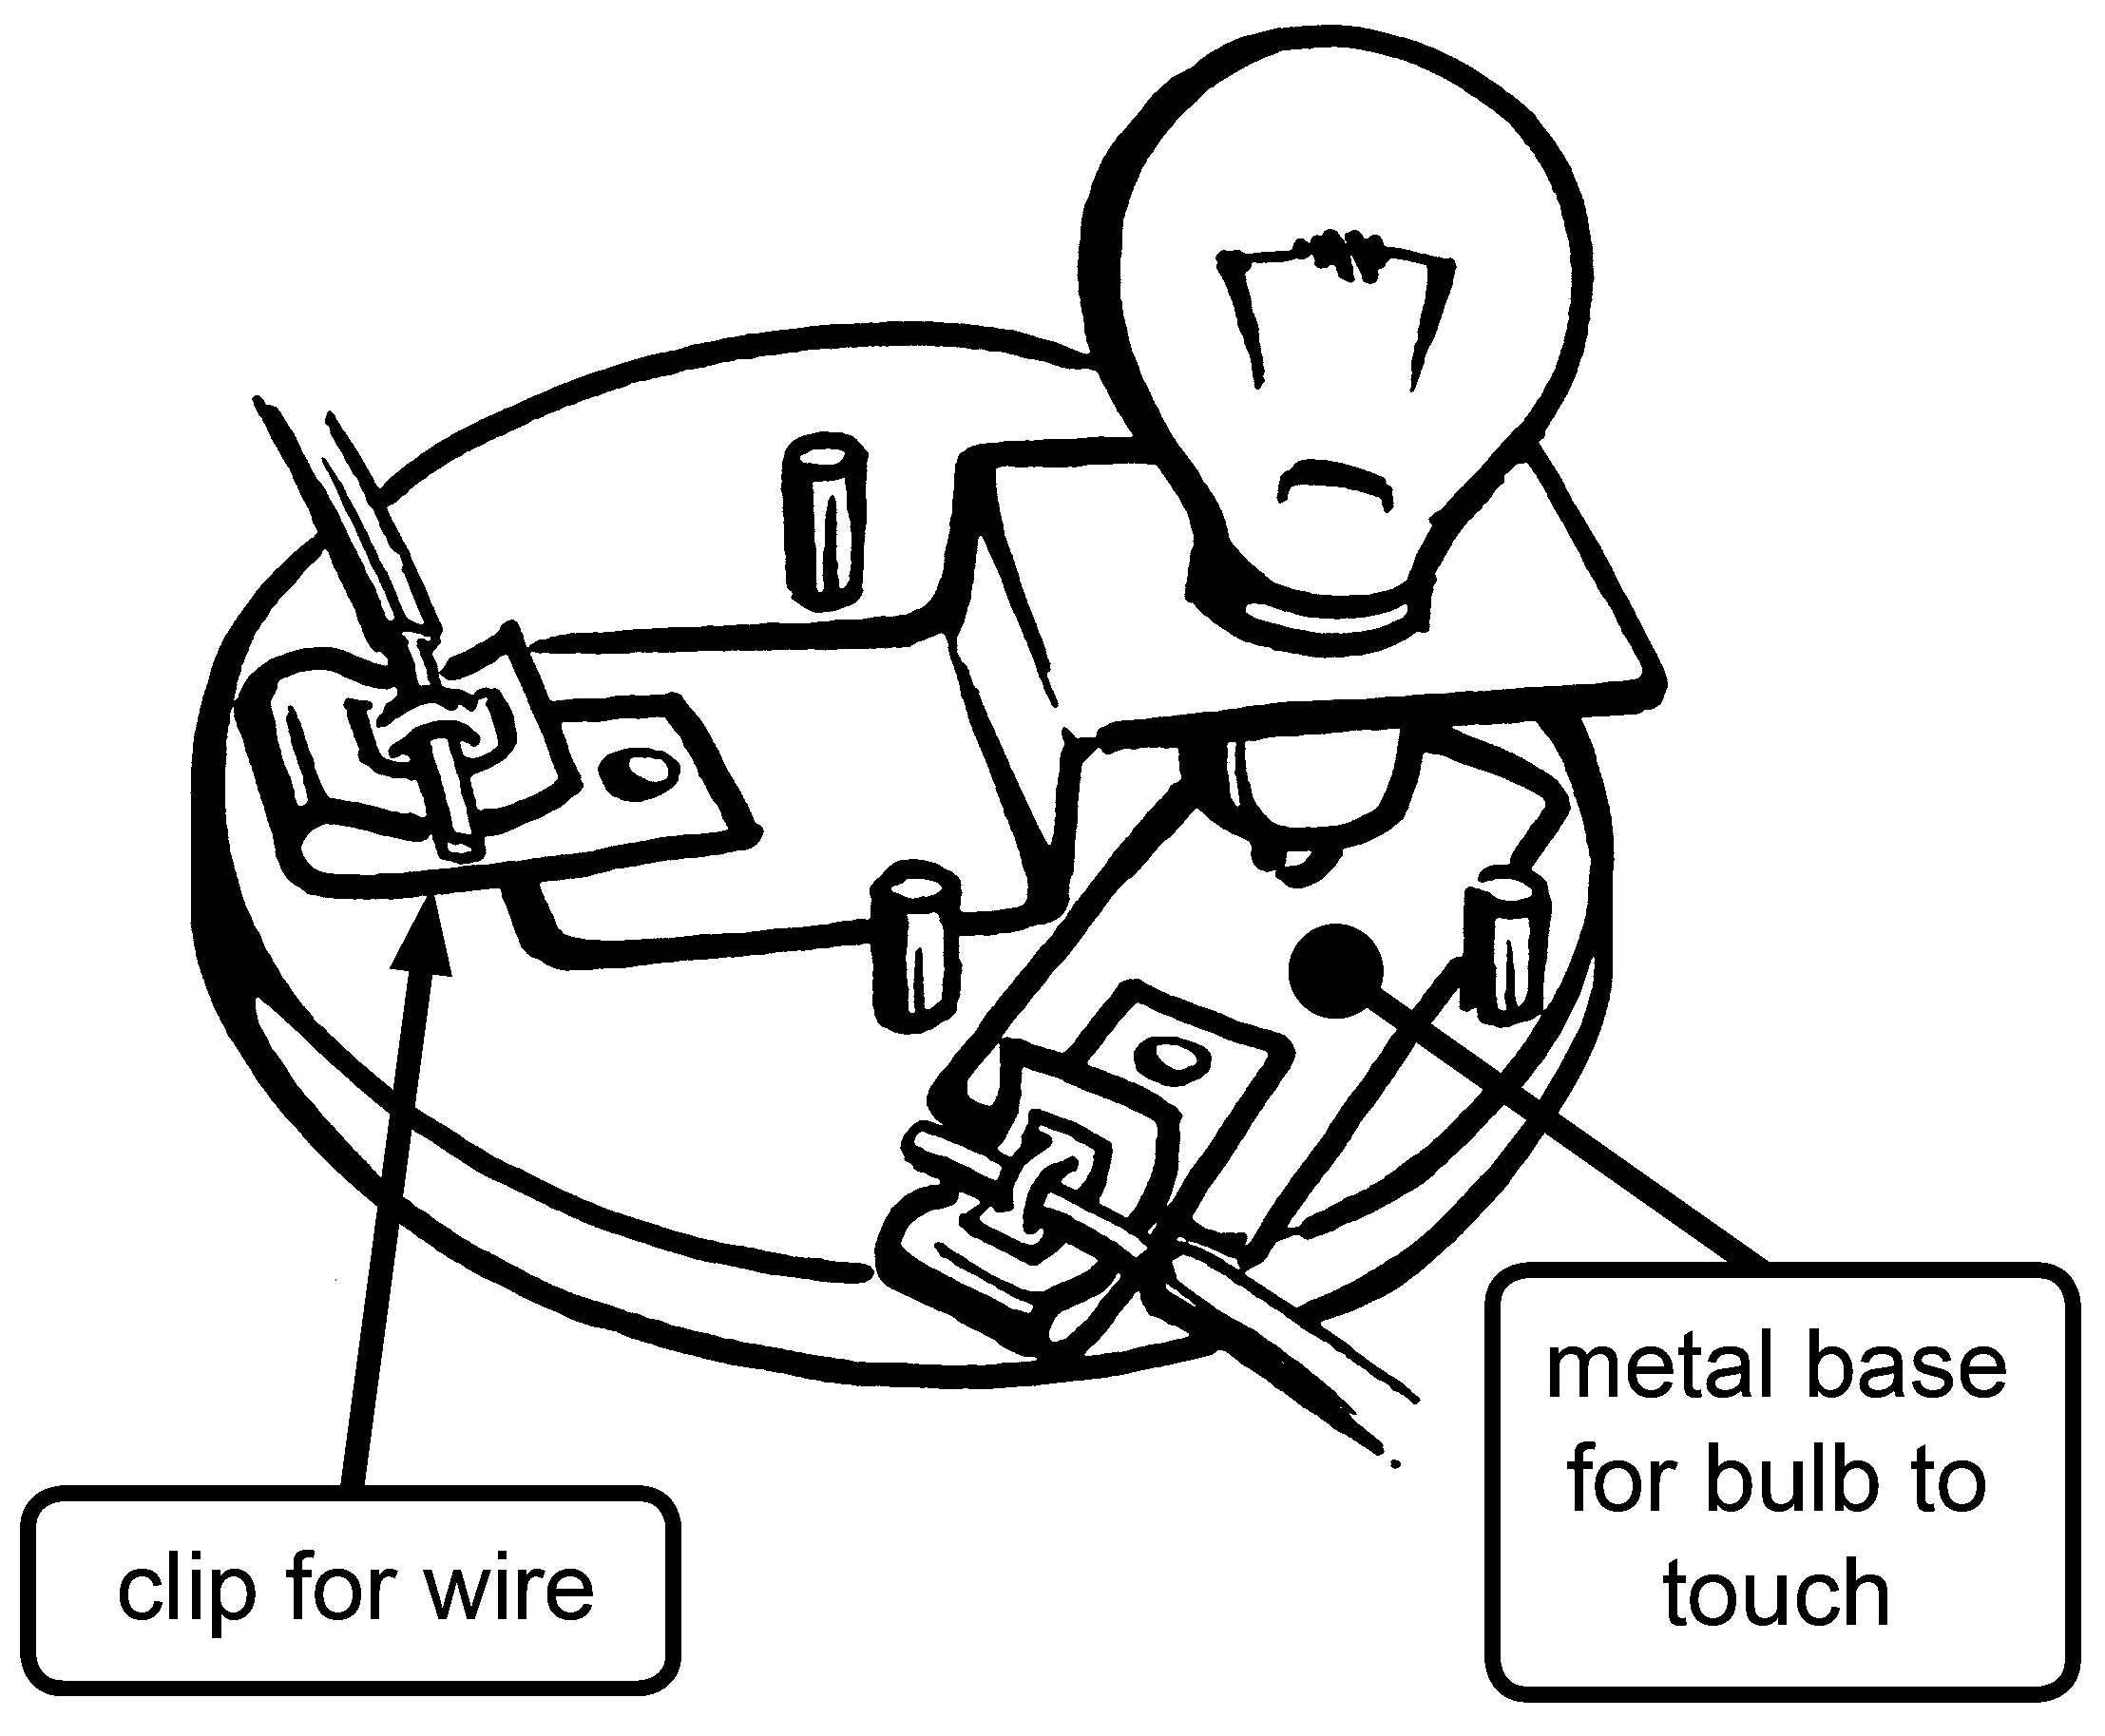 clip for wire
metal base
for bulb to
touch